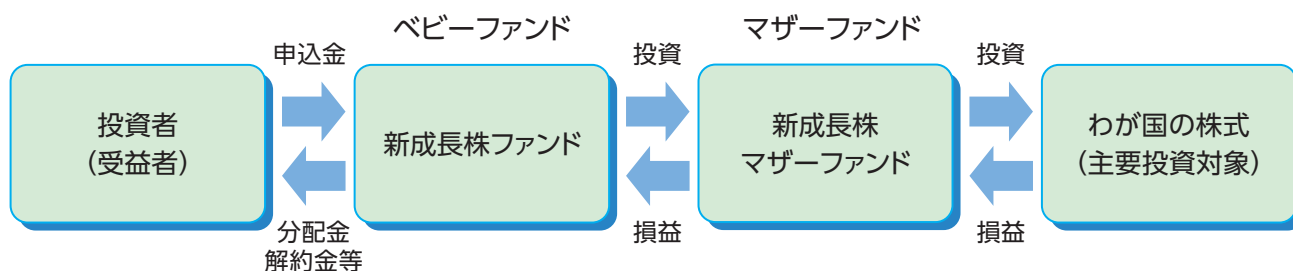 ベビーファンド
マザーファンド
申込金
投資
投資
投資者
(受益者)
新成長株ファンド
新成長株
マザーファンド
わが国の株式
(主要投資対象)
分配金
解約金等
損益
損益